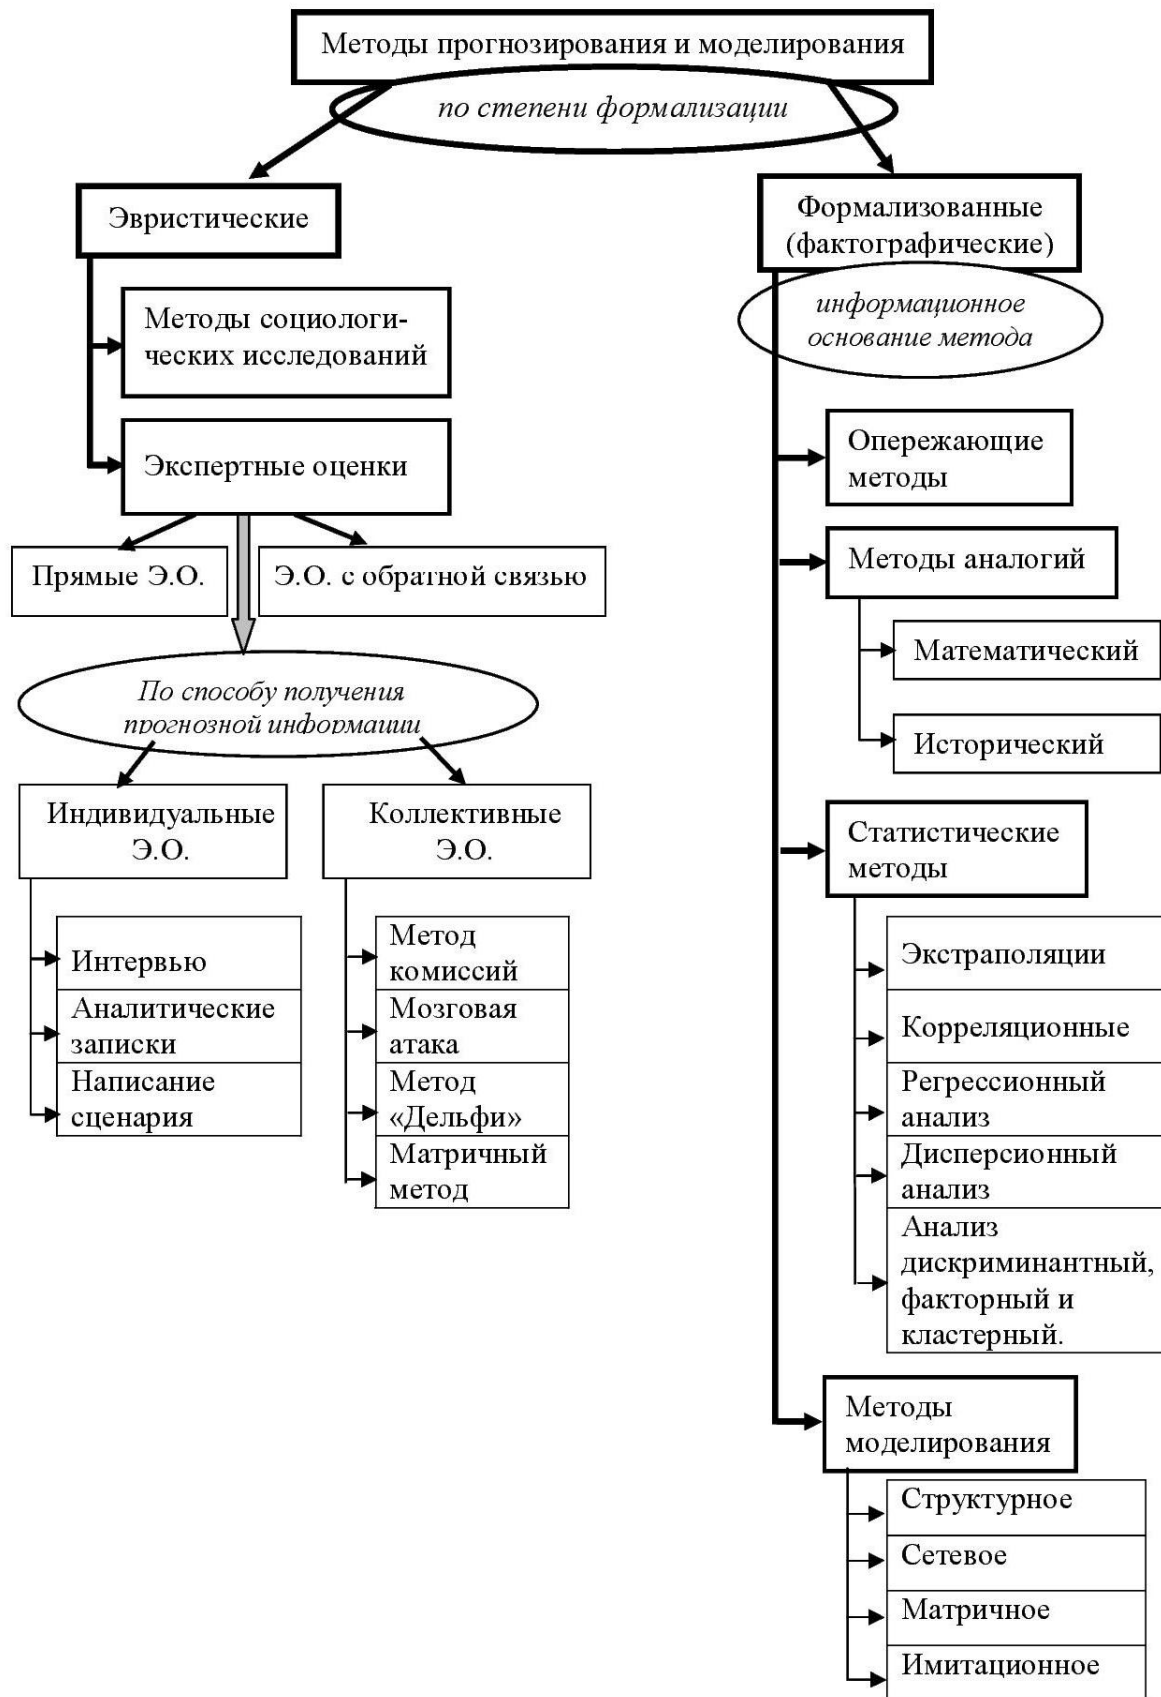 Методы прогнозирования и моделирования
по степени формализации
Эвристические
Методы социологи-
ческих исследований
Экспертные оценки
Прямые Э.О.
Э.О. с обратной связью
По способу получения
прогнозной информации
Индивидуальные
Э.О.
Интервью
Аналитические
записки
Написание
сценария
Коллективные
Э.О.
Метод
комиссий
Мозговая
атака
Метод
«Дельфи»
Матричный
метод
Формализованные
(фактографические)
информационное
основание метода
Опережающие
методы
Методы аналогий
Математический
Исторический
Статистические
методы
Экстраполяции
Корреляционные
Регрессионный
анализ
Дисперсионный
анализ
Анализ
дискриминантный,
факторный и
кластерный.
Методы
моделирования
Структурное
Сетевое
Матричное
Имитационное